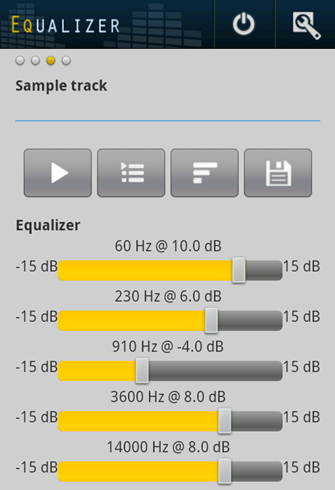 EQUALIZER
Sample track
Equalizer
60 Hz @ 10.0 dB
-15 dB 15 dB
230 Hz @ 6.0 dB
-15 dB 15 dB
910 Hz @ -4.0 dB
-15 dB 15 dB
3600 Hz @ 8.0 dB
-15 dB 15 dB
14000 Hz @ 8.0 dB
-15 dB 15 dB